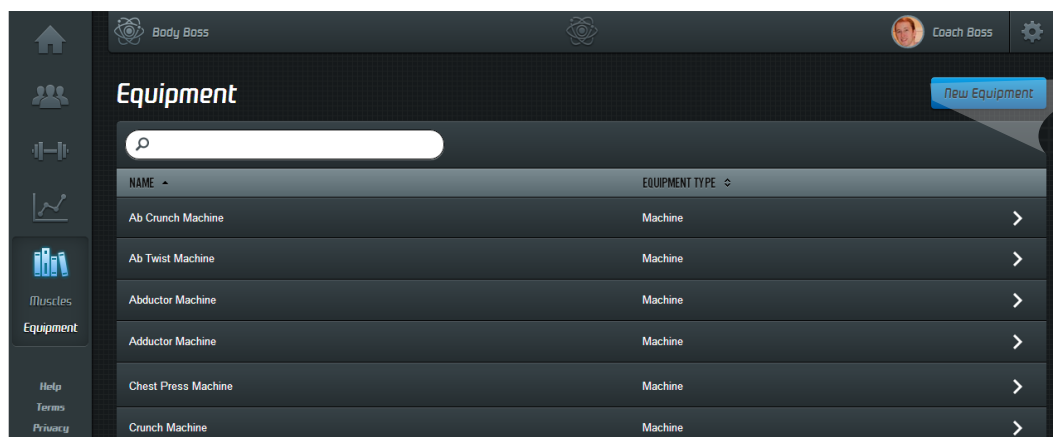 Body Boss
Coach Boss
Equipment
New Equipment
NAME
EQUIPMENT TYPE
Ab Crunch Machine
Machine
Ab Twist Machine
Machine
Abductor Machine
Machine
Adductor Machine
Machine
Chest Press Machine
Machine
Crunch Machine
Machine
Muscles
Equipment
Help
Terms
Privacy